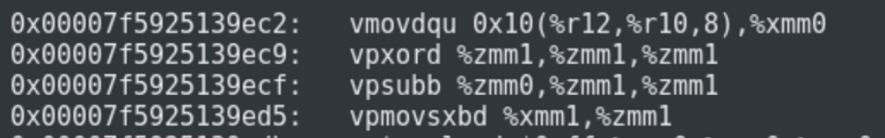 0x00007f5925139ec2: vmovdqu 0x10(%r12,%r10,8),%xmm0
0x00007f5925139ec9: vpxord %zmm1,%zmm1,%zmm1
0x00007f5925139ecf: vpsubb %zmm0,%zmm1,%zmm1
0x00007f5925139ed5: vpmovsxbd %xmm1,%zmm1